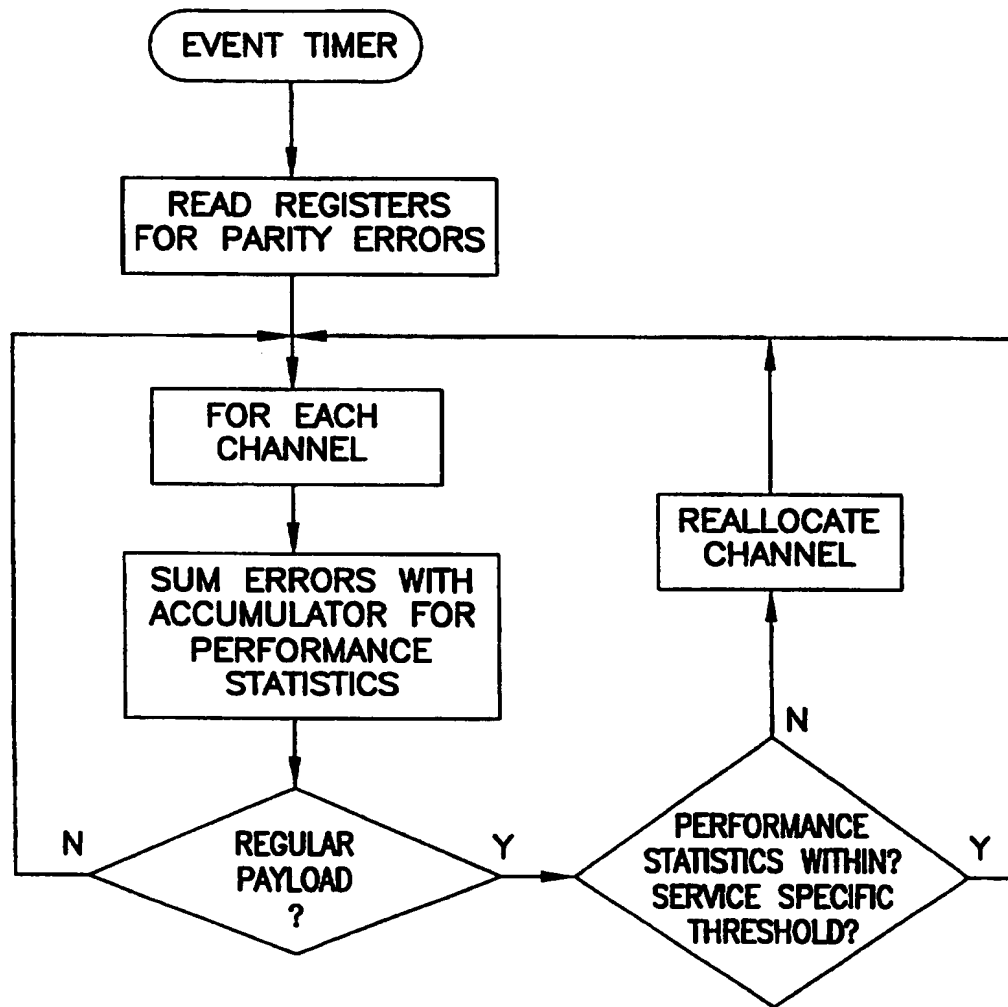 EVENT TIMER
READ REGISTERS
FOR PARITY ERRORS
FOR EACH
CHANNEL
SUM ERRORS WITH
ACCUMULATOR FOR
PERFORMANCE
STATISTICS
REALLOCATE
CHANNEL
N
REGULAR
PAYLOAD
?
Y
N
PERFORMANCE
STATISTICS WITHIN?
SERVICE SPECIFIC
THRESHOLD?
Y